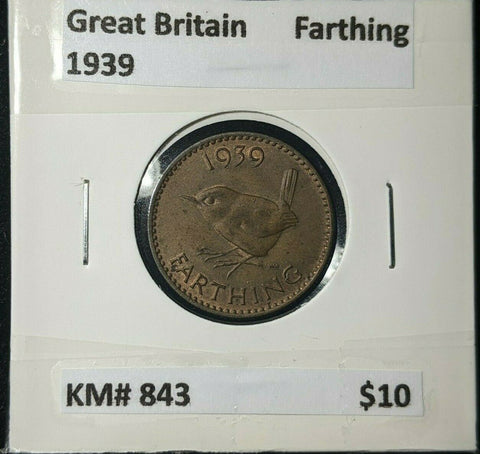 Great Britain Farthing
1939
1939
FARTHING
KM# 843 $10